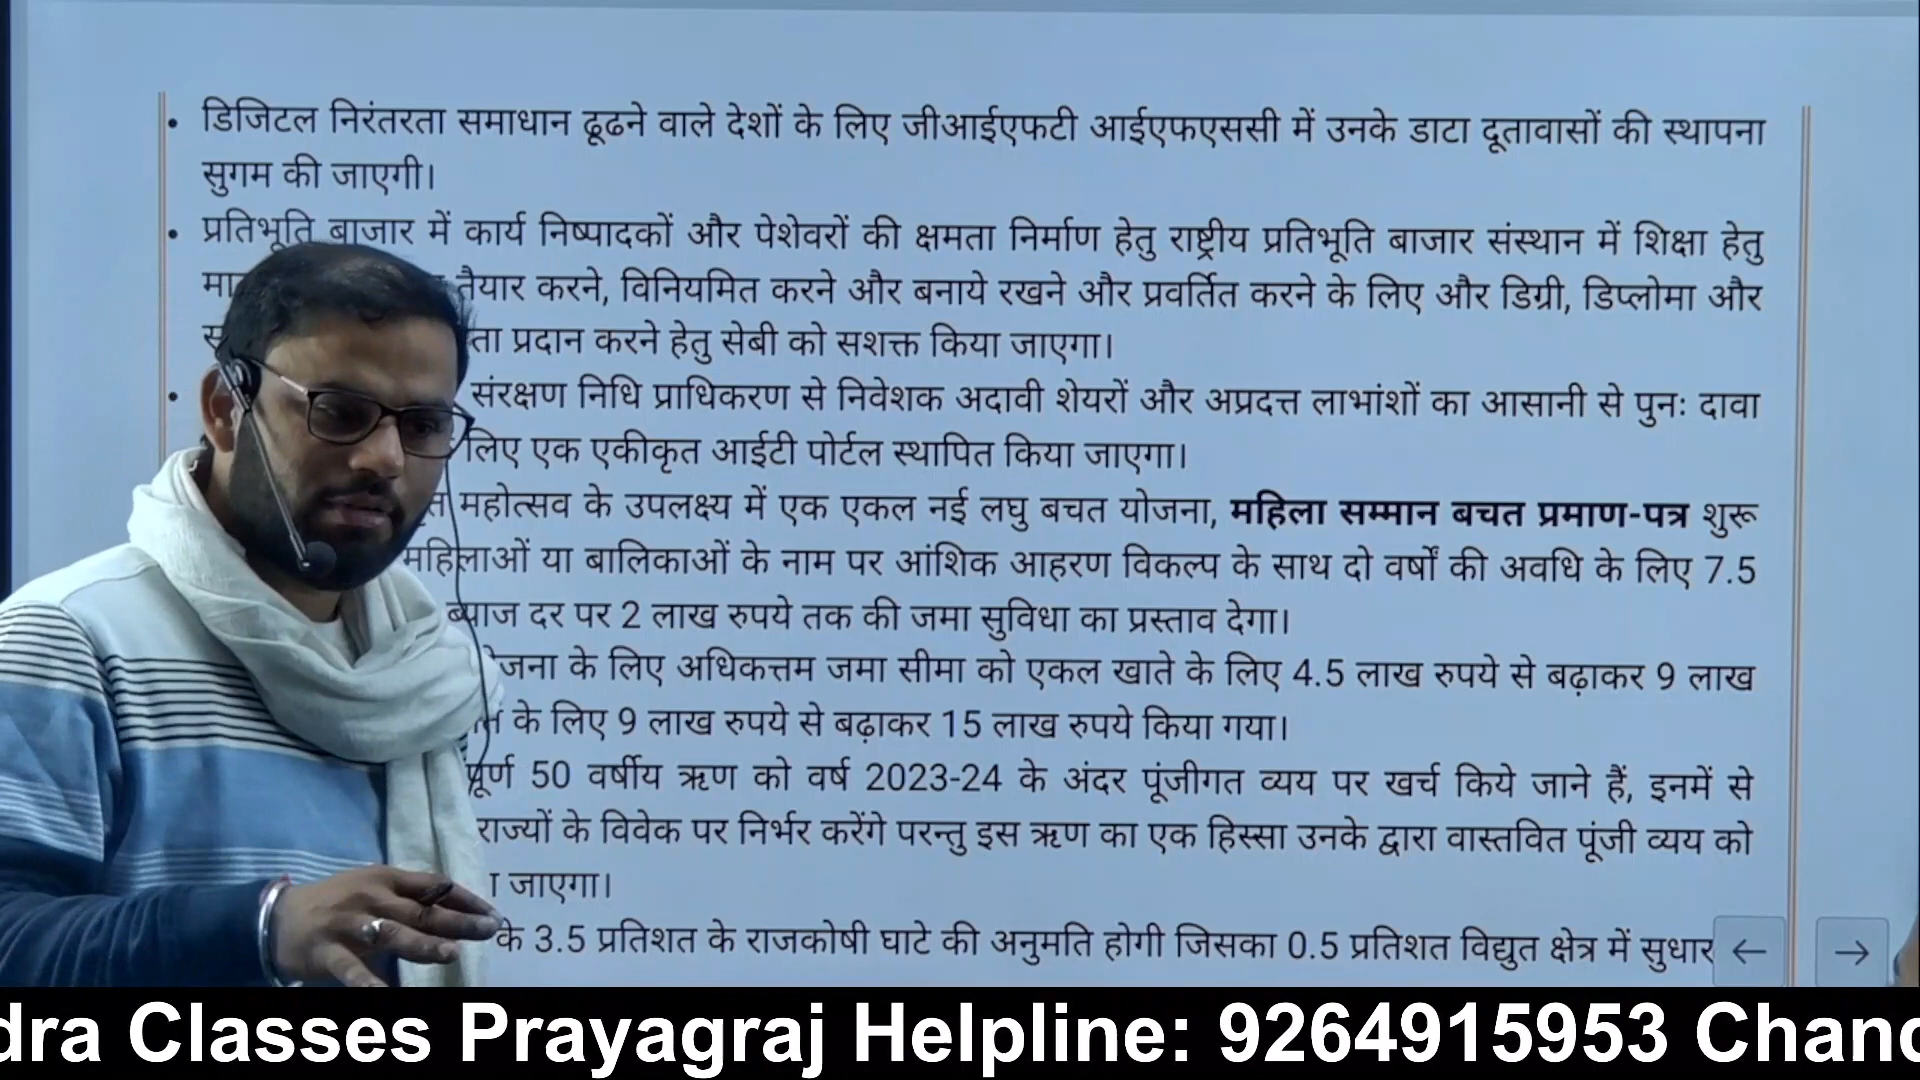 • डिजिटल निरंतरता समाधान ढूढने वाले देशों के लिए जीआईएफटी आईएफएससी में उनके डाटा दूतावासों की स्थापना
सुगम की जाएगी।
• प्रतिभूति बाजार में कार्य निष्पादकों और पेशेवरों की क्षमता निर्माण हेतु राष्ट्रीय प्रतिभूति बाजार संस्थान में शिक्षा हेतु
तैयार करने, विनियमित करने और बनाये रखने और प्रवर्तित करने के लिए और डिग्री, डिप्लोमा और
प्रदान करने हेतु सेबी को सशक्त किया जाएगा।
• संरक्षण निधि प्राधिकरण से निवेशक अदावी शेयरों और अप्रदत्त लाभांशों का आसानी से पुनः दावा
लिए एक एकीकृत आईटी पोर्टल स्थापित किया जाएगा।
महोत्सव के उपलक्ष्य में एक एकल नई लघु बचत योजना, महिला सम्मान बचत प्रमाण-पत्र शुरू
महिलाओं या बालिकाओं के नाम पर आंशिक आहरण विकल्प के साथ दो वर्षों की अवधि के लिए 7.5
ब्याज दर पर 2 लाख रुपये तक की जमा सुविधा का प्रस्ताव देगा।
के लिए अधिकत्तम जमा सीमा को एकल खाते के लिए 4.5 लाख रुपये से बढ़ाकर 9 लाख
के लिए 9 लाख रुपये से बढ़ाकर 15 लाख रुपये किया गया।
50 वर्षीय ऋण को वर्ष 2023-24 के अंदर पूंजीगत व्यय पर खर्च किये जाने हैं, इनमें से
राज्यों के विवेक पर निर्भर करेंगे परन्तु इस ऋण का एक हिस्सा उनके द्वारा वास्तवित पूंजी व्यय को
जाएगा।
के 3.5 प्रतिशत के राजकोषी घाटे की अनुमति होगी जिसका 0.5 प्रतिशत विद्युत क्षेत्र में सुधार
dra Classes Prayagraj Helpline: 9264915953 Chand